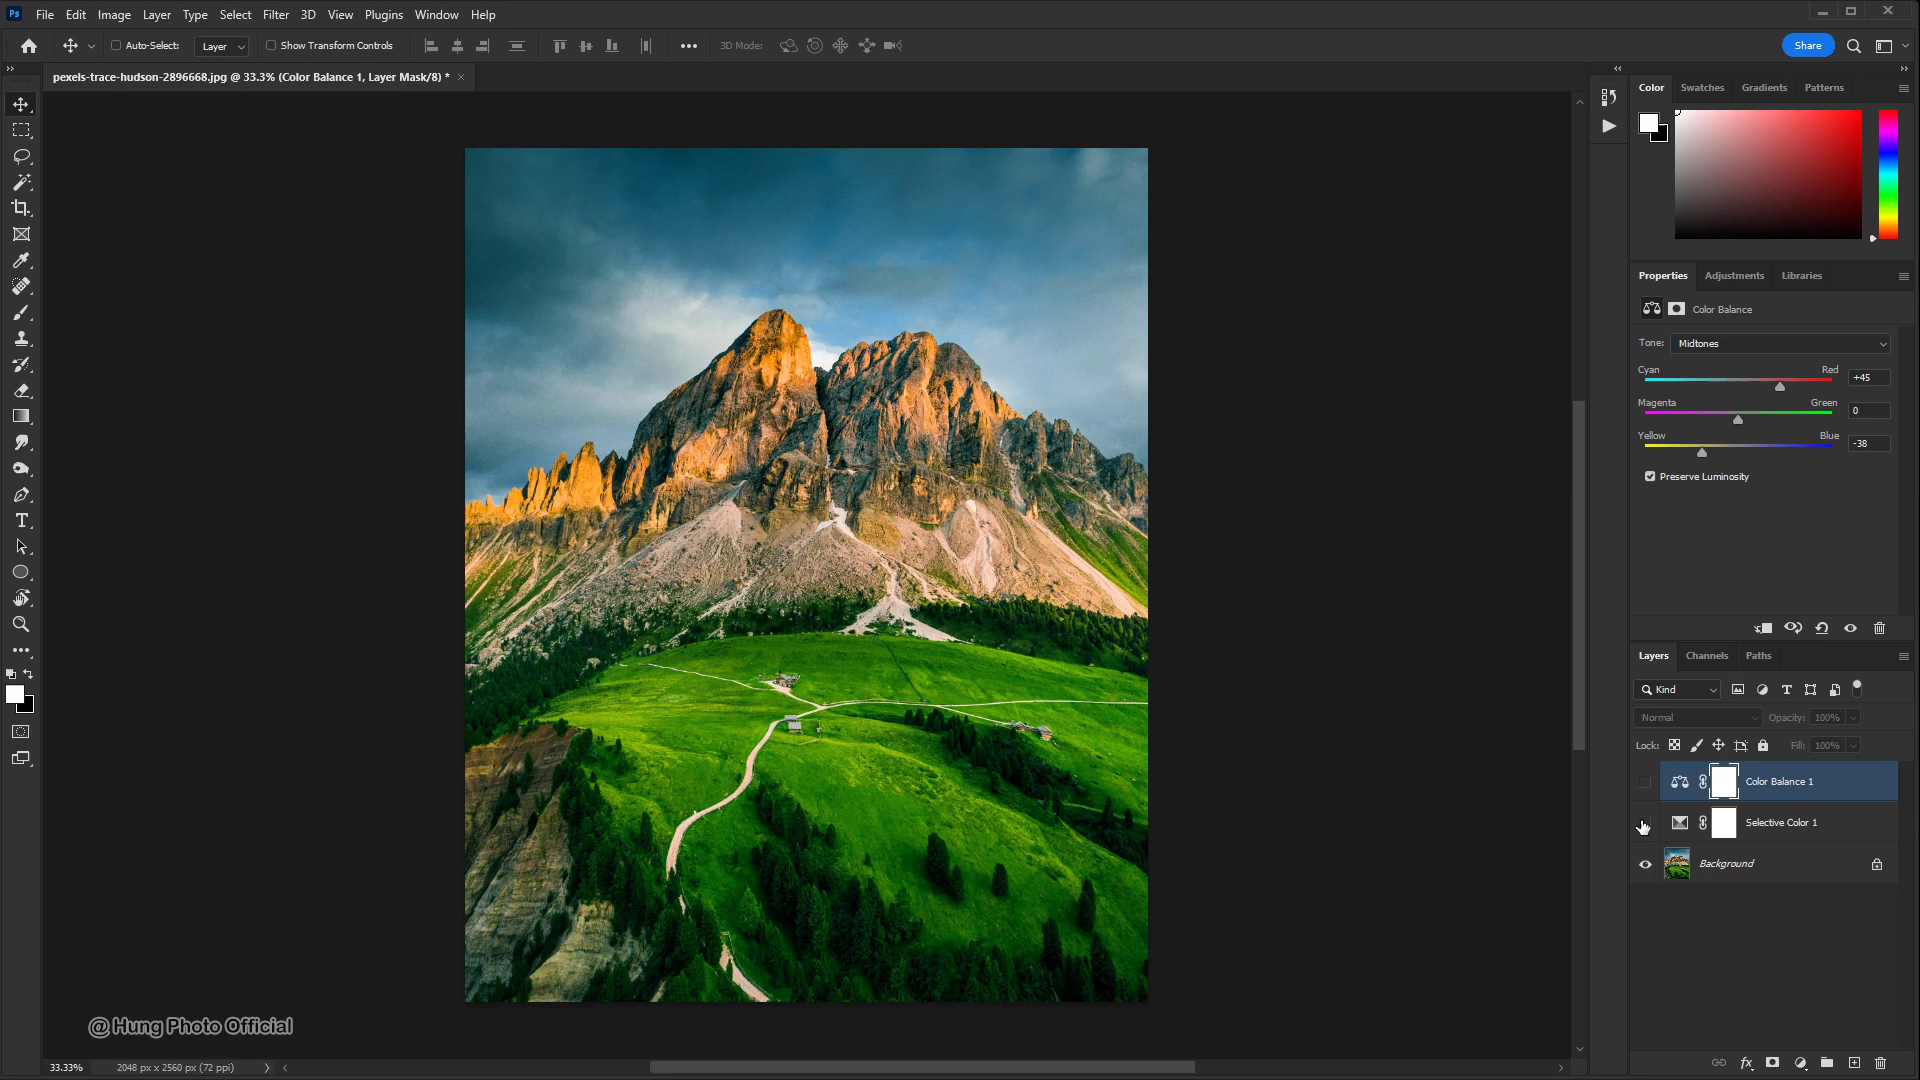 Ps File Edit Image Layer Type Select Filter 3D View Plugins Window Help
Auto-Select: Layer Show Transform Controls 3D Mode: Share
pexels-trace-hudson-2896668.jpg @ 33.3% (Color Balance 1, Layer Mask/8) *
Color Swatches Gradients Patterns
Properties Adjustments Libraries
Color Balance
Tone: Midtones
Cyan Red +45
Magenta Green 0
Yellow Blue -38
Preserve Luminosity
Layers Channels Paths
Kind
Normal Opacity: 100%
Lock: Fill: 100%
Color Balance 1
Selective Color 1
Background
@ Hung Photo Official
33.33% 2048 px x 2560 px (72 ppi)